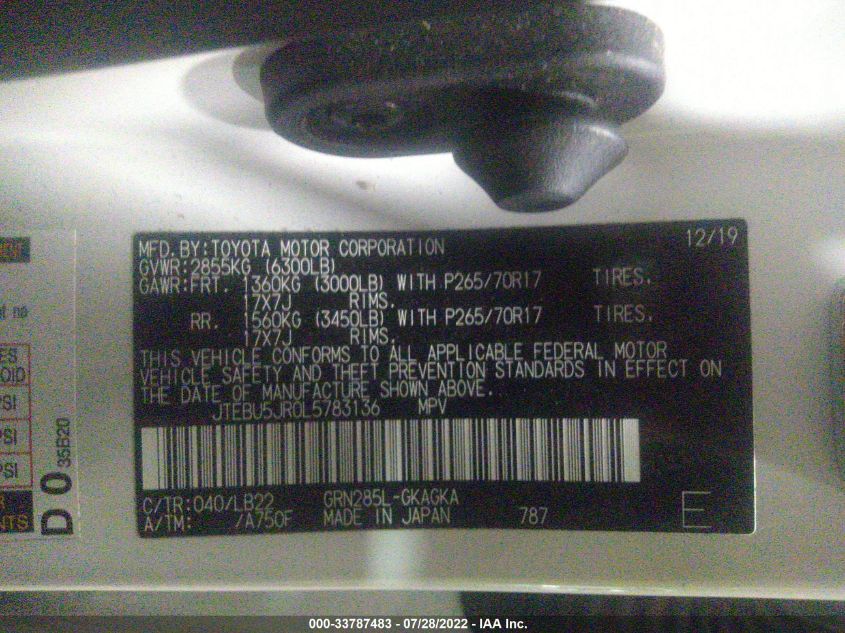 MFD.BY:TOYOTA MOTOR CORPORATION 12/19
GVWR:2855KG (6300LB)
GAWR:FRT. 1360KG (3000LB) WITH P265/70R17 TIRES.
17X7J RIMS.
RR. 1560KG (3450LB) WITH P265/70R17 TIRES.
17X7J RIMS.
THIS VEHICLE CONFORMS TO ALL APPLICABLE FEDERAL MOTOR
VEHICLE SAFETY AND THEFT PREVENTION STANDARDS IN EFFECT ON
THE DATE OF MANUFACTURE SHOWN ABOVE.
JTEBU5JR0L5783136 MPV
C/TR:040/LB22 GRN285L-GKAGKA
A/TM: /A750F MADE IN JAPAN 787 E
D0 35B20
000-33787483 - 07/28/2022 - IAA Inc.